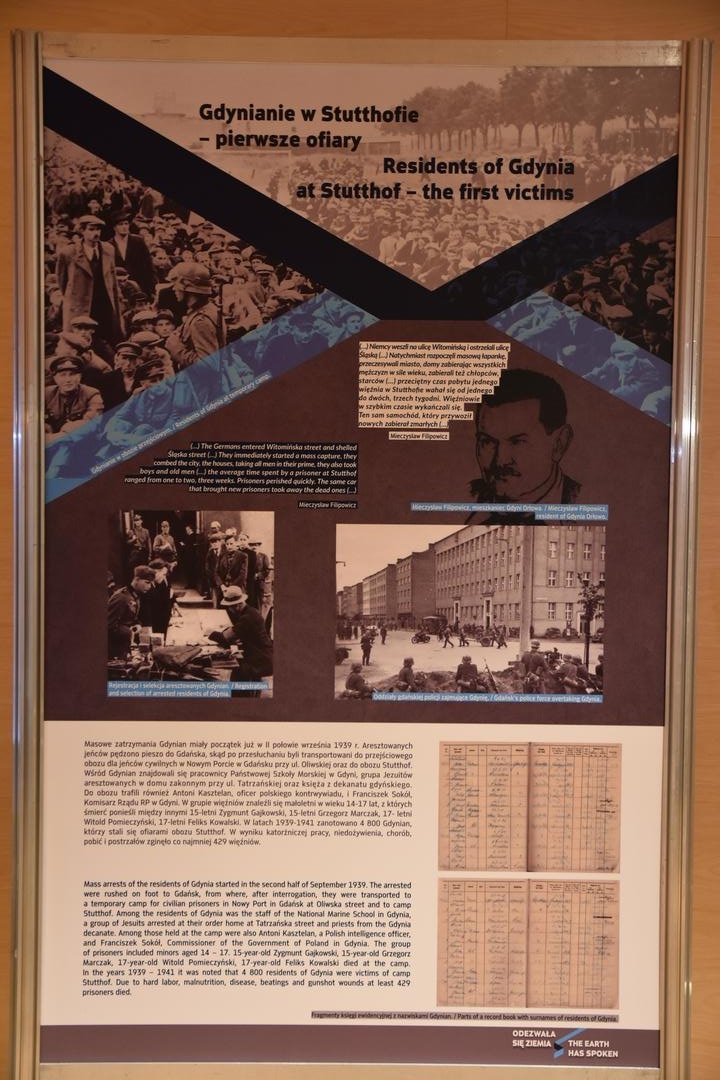 Gdynianie w Stutthofie
– pierwsze ofiary
Residents of Gdynia
at Stutthof – the first victims
(...) Niemcy weszli na ulicę Witomińską i ostrzelali ulicę
Śląską (...) Natychmiast rozpoczęli masową łapankę,
przeczesywali miasto, domy zabierając wszystkich
mężczyzn w sile wieku, zabierali też chłopców,
starców (...) przeciętny czas pobytu jednego
więźnia w Stutthofie wahał się od jednego
do dwóch, trzech tygodni. Więźniowie
w szybkim czasie wykańczali się.
Ten sam samochód, który przywoził
nowych zabierał zmarłych (...)
Mieczysław Filipowicz
Gdynianie w obozie przejściowym. / Residents of Gdynia at temporary camp.
(...) The Germans entered Witomińska street and shelled
Śląska street (...) They immediately started a mass capture, they
combed the city, the houses, taking all men in their prime, they also took
boys and old men (...) the average time spent by a prisoner at Stutthof
ranged from one to two, three weeks. Prisoners perished quickly. The same car
that brought new prisoners took away the dead ones (...)
Mieczysław Filipowicz
Mieczysław Filipowicz, mieszkaniec Gdyni Orłowa. / Mieczysław Filipowicz,
resident of Gdynia Orłowo.
Rejestracja i selekcja aresztowanych Gdynian. / Registration
and selection of arrested residents of Gdynia.
Oddziały gdańskiej policji zajmujące Gdynię. / Gdańsk's police force overtaking Gdynia.
Masowe zatrzymania Gdynian miały początek już w II połowie września 1939 r. Aresztowanych
jeńców pędzono pieszo do Gdańska, skąd po przesłuchaniu byli transportowani do przejściowego
obozu dla jeńców cywilnych w Nowym Porcie w Gdańsku przy ul. Oliwskiej oraz do obozu Stutthof.
Wśród Gdynian znajdowali się pracownicy Państwowej Szkoły Morskiej w Gdyni, grupa Jezuitów
aresztowanych w domu zakonnym przy ul. Tatrzańskiej oraz księża z dekanatu gdyńskiego.
Do obozu trafili również Antoni Kasztelan, oficer polskiego kontrwywiadu, i Franciszek Sokół,
Komisarz Rządu RP w Gdyni. W grupie więźniów znaleźli się małoletni w wieku 14-17 lat, z których
śmierć ponieśli między innymi 15-letni Zygmunt Gajkowski, 15-letni Grzegorz Marczak, 17- letni
Witold Pomieczyński, 17-letni Feliks Kowalski. W latach 1939-1941 zanotowano 4 800 Gdynian,
którzy stali się ofiarami obozu Stutthof. W wyniku katorżniczej pracy, niedożywienia, chorób,
pobić i postrzałów zginęło co najmniej 429 więźniów.
Mass arrests of the residents of Gdynia started in the second half of September 1939. The arrested
were rushed on foot to Gdańsk, from where, after interrogation, they were transported to
a temporary camp for civilian prisoners in Nowy Port in Gdańsk at Oliwska street and to camp
Stutthof. Among the residents of Gdynia was the staff of the National Marine School in Gdynia,
a group of Jesuits arrested at their order home at Tatrzańska street and priests from the Gdynia
decanate. Among those held at the camp were also Antoni Kasztelan, a Polish intelligence officer,
and Franciszek Sokół, Commissioner of the Government of Poland in Gdynia. The group
of prisoners included minors aged 14 – 17. 15-year-old Zygmunt Gajkowski, 15-year-old Grzegorz
Marczak, 17-year-old Witold Pomieczyński, 17-year-old Feliks Kowalski died at the camp.
In the years 1939 – 1941 it was noted that 4 800 residents of Gdynia were victims of camp
Stutthof. Due to hard labor, malnutrition, disease, beatings and gunshot wounds at least 429
prisoners died.
Fragmenty księgi ewidencyjnej z nazwiskami Gdynian. / Parts of a record book with surnames of residents of Gdynia.
ODEZWAŁA
SIĘ ZIEMIA
THE EARTH
HAS SPOKEN